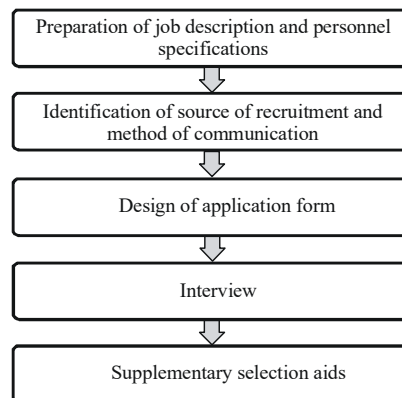 Preparation of job description and personnel
specifications
Identification of source of recruitment and
method of communication
Design of application form
Interview
Supplementary selection aids